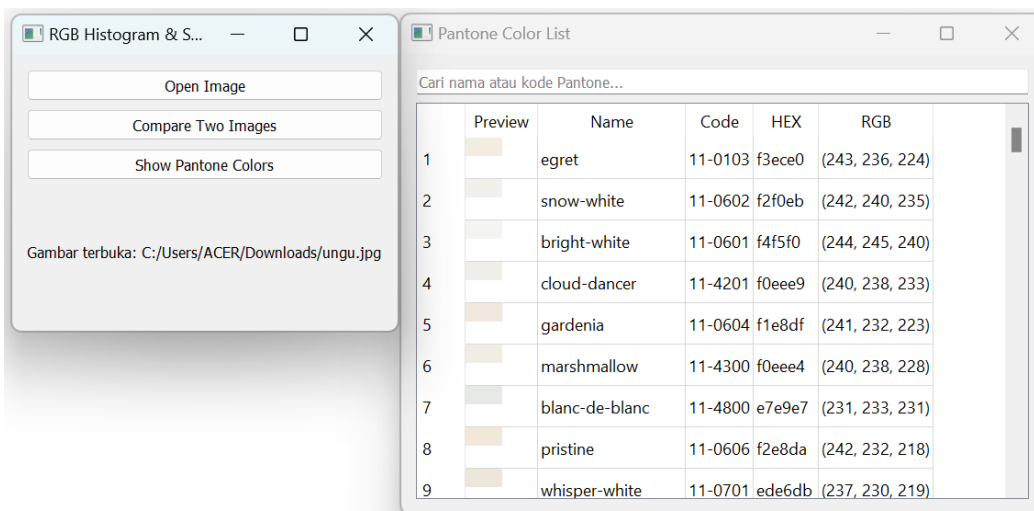 RGB Histogram & S...
Open Image
Compare Two Images
Show Pantone Colors
Gambar terbuka: C:/Users/ACER/Downloads/ungu.jpg
Pantone Color List
Cari nama atau kode Pantone...
Preview Name Code HEX RGB
1 egret 11-0103 f3ece0 (243, 236, 224)
2 snow-white 11-0602 f2f0eb (242, 240, 235)
3 bright-white 11-0601 f4f5f0 (244, 245, 240)
4 cloud-dancer 11-4201 f0eee9 (240, 238, 233)
5 gardenia 11-0604 f1e8df (241, 232, 223)
6 marshmallow 11-4300 f0eee4 (240, 238, 228)
7 blanc-de-blanc 11-4800 e7e9e7 (231, 233, 231)
8 pristine 11-0606 f2e8da (242, 232, 218)
9 whisper-white 11-0701 ede6db (237, 230, 219)